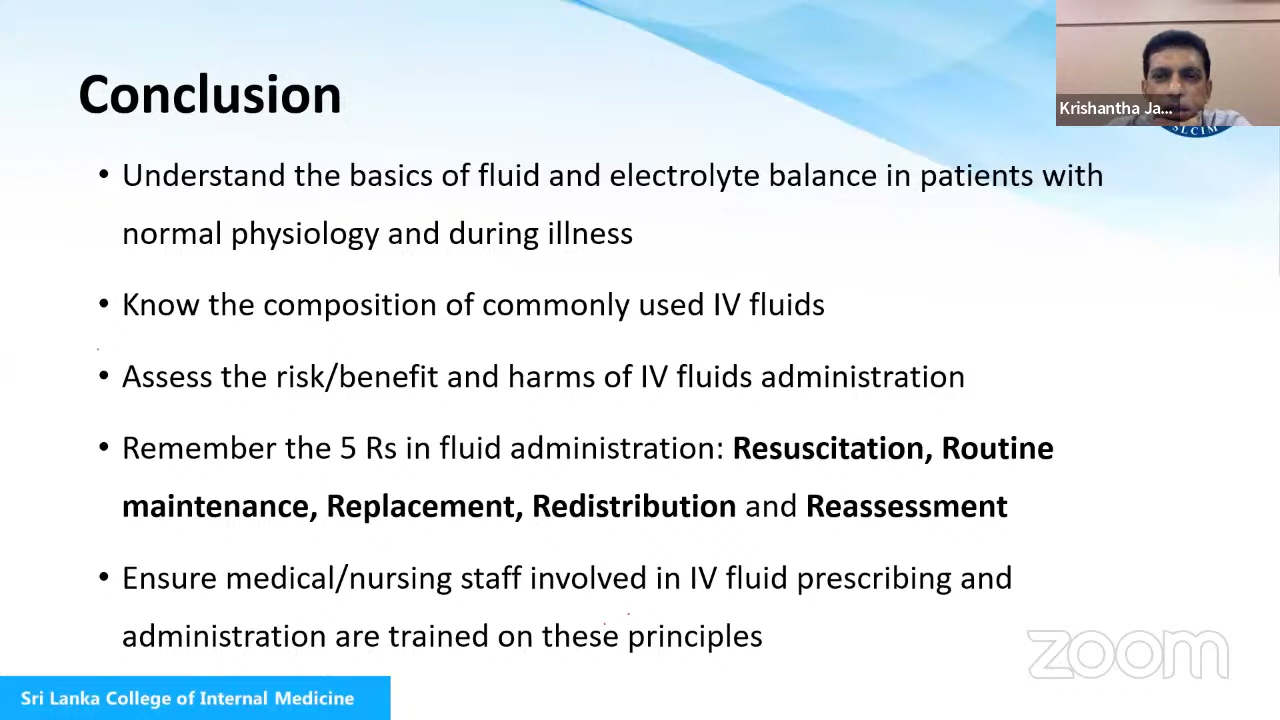 Conclusion
Krishantha Ja...
SLCIM
• Understand the basics of fluid and electrolyte balance in patients with
normal physiology and during illness
• Know the composition of commonly used IV fluids
• Assess the risk/benefit and harms of IV fluids administration
• Remember the 5 Rs in fluid administration: Resuscitation, Routine
maintenance, Replacement, Redistribution and Reassessment
• Ensure medical/nursing staff involved in IV fluid prescribing and
administration are trained on these principles
zoom
Sri Lanka College of Internal Medicine